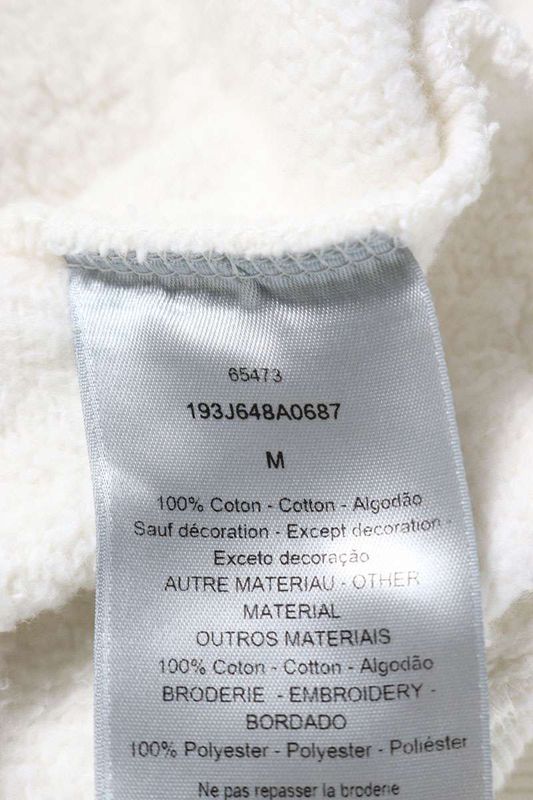 65473
193J648A0687
M
100% Coton - Cotton - Algodão
Sauf décoration - Except decoration -
Exceto decoração
AUTRE MATERIAU - OTHER
MATERIAL
OUTROS MATERIAIS
100% Coton - Cotton - Algodão
BRODERIE - EMBROIDERY -
BORDADO
100% Polyester - Polyester - Poliéster
Ne pas repasser la broderie